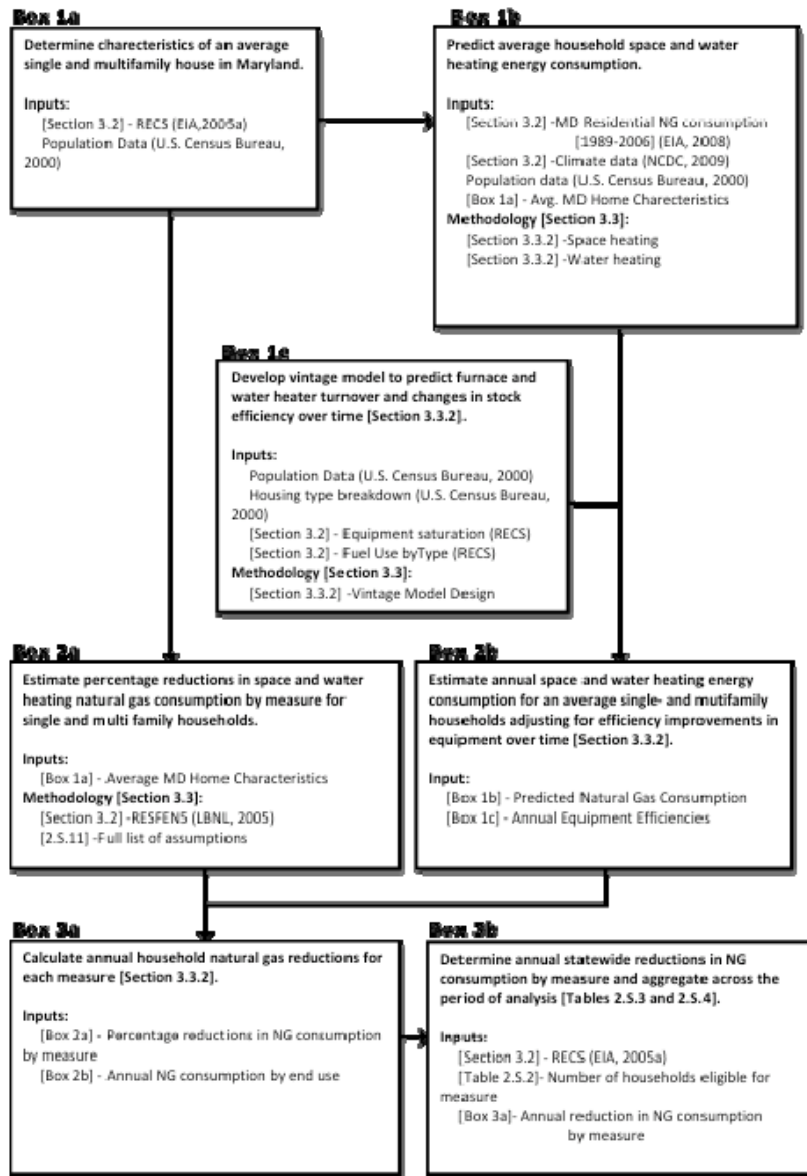 Box 1a
Determine charecteristics of an average
single and multifamily house in Maryland.
Inputs:
[Section 3.2] - RECS (EIA,2005a)
Population Data (U.S. Census Bureau,
2000)
Box 1b
Predict average household space and water
heating energy consumption.
Inputs:
[Section 3.2] -MD Residential NG consumption
[1989-2006] (EIA, 2008)
[Section 3.2] -Climate data (NCDC, 2009)
Population data (U.S. Census Bureau, 2000)
[Box 1a] - Avg. MD Home Charecteristics
Methodology [Section 3.3]:
[Section 3.3.2] -Space heating
[Section 3.3.2] -Water heating
Box 1c
Develop vintage model to predict furnace and
water heater turnover and changes in stock
efficiency over time [Section 3.3.2]..
Inputs:
Population Data (U.S. Census Bureau, 2000)
Housing type breakdown (U.S. Census Bureau,
2000)
[Section 3.2] - Equipment saturation (RECS)
[Section 3.2] - Fuel Use byType (RECS)
Methodology [Section 3.3]:
[Section 3.3.2] -Vintage Model Design
Box 2a
Estimate percentage reductions in space and water
heating natural gas consumption by measure for
single and multi family households.
Inputs:
[Box 1a] - Average MD Home Characteristics
Methodology [Section 3.3]:
[Section 3.2] -RESFEN5 (LBNL, 2005)
[2.S.11] -Full list of assumptions
Box 2b
Estimate annual space and water heating energy
consumption for an average single- and mutifamily
households adjusting for efficiency improvements in
equipment over time [Section 3.3.2].
Input:
[Box 1b] - Predicted Natural Gas Consumption
[Box 1c] - Annual Equipment Efficiencies
Box 3a
Calculate annual household natural gas reductions for
each measure [Section 3.3.2].
Inputs:
[Box 2a] - Percentage reductions in NG consumption
by measure
[Box 2b] - Annual NG consumption by end use
Box 3b
Determine annual statewide reductions in NG
consumption by measure and aggregate across the
period of analysis [Tables 2.S.3 and 2.S.4].
Inputs:
[Section 3.2] - RECS (EIA, 2005a)
[Table 2.S.2]- Number of households eligible for
measure
[Box 3a]- Annual reduction in NG consumption
by measure